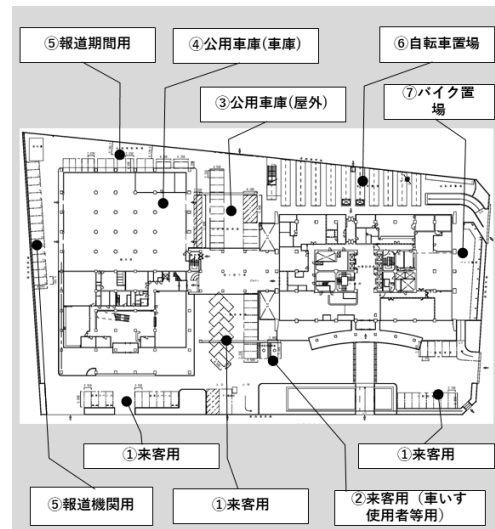 ⑤報道期間用
④公用車庫(車庫)
⑥自転車置場
③公用車庫(屋外)
⑦バイク置
場
①来客用
①来客用
⑤報道機関用
①来客用
②来客用（車いす
使用者等用）